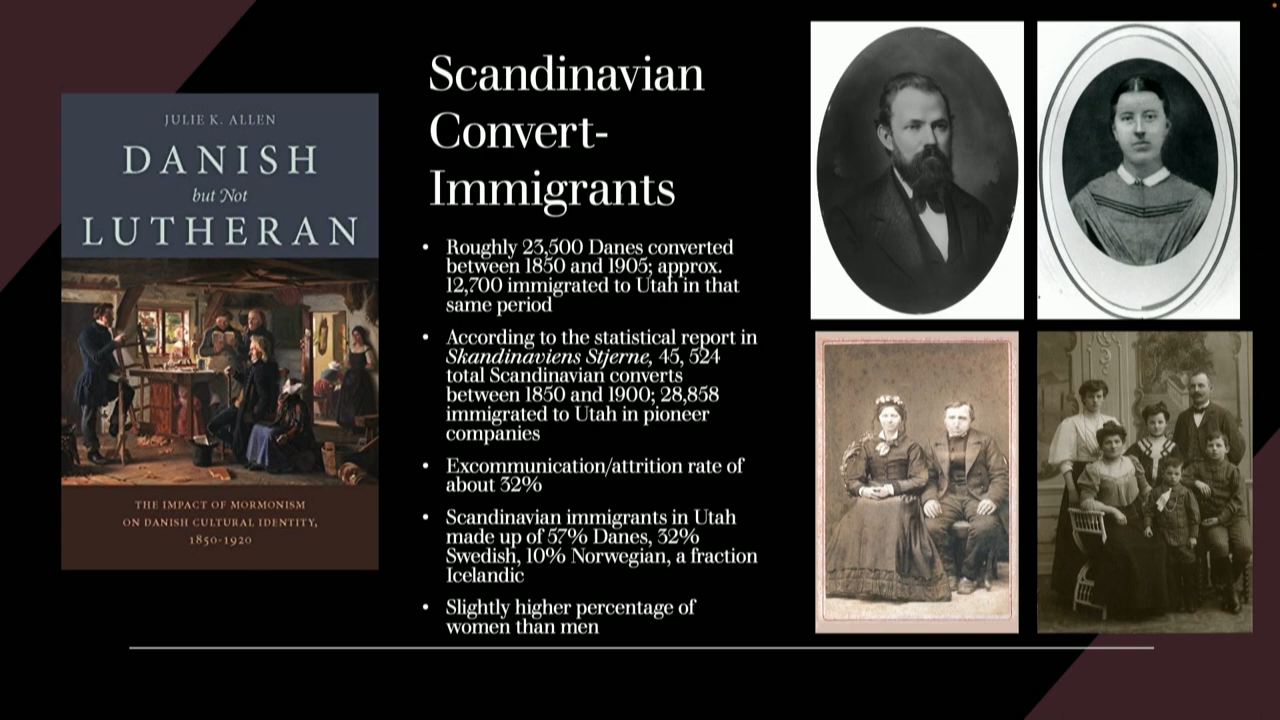 JULIE K. ALLEN
DANISH
but Not
LUTHERAN
THE IMPACT OF MORMONISM
ON DANISH CULTURAL IDENTITY,
1850-1920
Scandinavian
Convert-
Immigrants
• Roughly 23,500 Danes converted
between 1850 and 1905; approx.
12,700 immigrated to Utah in that
same period
• According to the statistical report in
Skandinaviens Stjerne, 45, 524
total Scandinavian converts
between 1850 and 1900; 28,858
immigrated to Utah in pioneer
companies
• Excommunication/attrition rate of
about 32%
• Scandinavian immigrants in Utah
made up of 57% Danes, 32%
Swedish, 10% Norwegian, a fraction
Icelandic
• Slightly higher percentage of
women than men